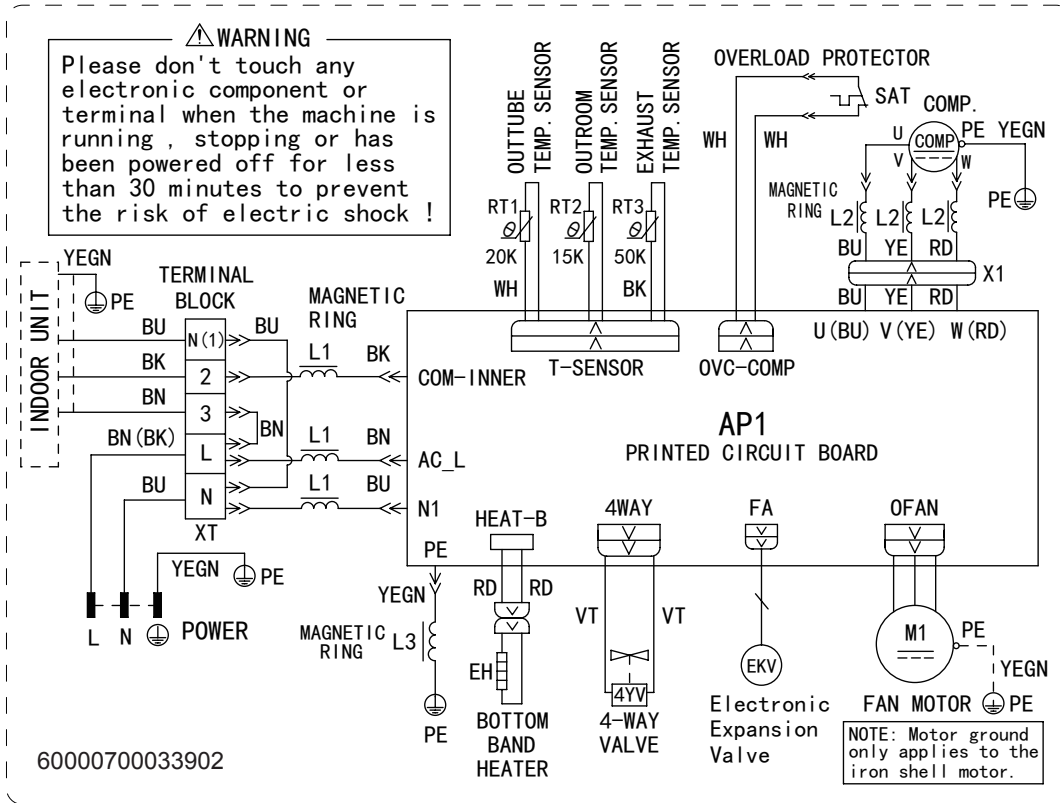 WARNING
Please don't touch any
electronic component or
terminal when the machine is
running , stopping or has
been powered off for less
than 30 minutes to prevent
the risk of electric shock !
OUTTUBE
TEMP. SENSOR
OUTROOM
TEMP. SENSOR
EXHAUST
TEMP. SENSOR
RT1
RT2
RT3
θ
θ
θ
20K
15K
50K
WH
BK
OVERLOAD PROTECTOR
SAT
WH
WH
COMP.
U
COMP
PE YEGN
V
W
PE
MAGNETIC
RING
L2
L2
L2
BU
YE
RD
X1
BU
YE
RD
U(BU) V(YE) W(RD)
INDOOR UNIT
YEGN
PE
TERMINAL
BLOCK
MAGNETIC
RING
BU
N(1)
BU
BK
2
L1
BK
COM-INNER
BN
3
BN
BN(BK)
L
L1
BN
AC_L
BU
N
L1
BU
N1
XT
YEGN
PE
L
N
POWER
T-SENSOR
OVC-COMP
AP1
PRINTED CIRCUIT BOARD
PE
YEGN
MAGNETIC
RING
L3
PE
HEAT-B
RD
RD
EH
BOTTOM
BAND
HEATER
4WAY
VT
VT
4YV
4-WAY
VALVE
FA
EKV
Electronic
Expansion
Valve
OFAN
M1
PE
YEGN
FAN MOTOR
PE
NOTE: Motor ground
only applies to the
iron shell motor.
60000700033902